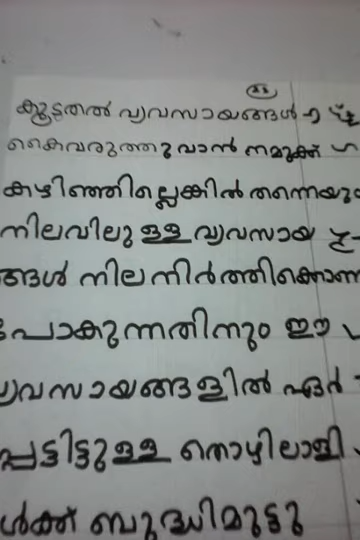 കൂടുതൽ വ്യവസായങ്ങൾ
കൈവരുത്തുവാൻ നമുക്ക്
കഴിഞ്ഞില്ലെങ്കിൽ തന്നെയും
നിലവിലുള്ള വ്യവസായ
ങ്ങൾ നിലനിർത്തിക്കൊണ്ട
പോകുന്നതിനും ഈ
വ്യവസായങ്ങളിൽ ഏർ
പ്പെട്ടിട്ടുള്ള തൊഴിലാളി
ൾക്ക് ബുദ്ധിമുട്ടു